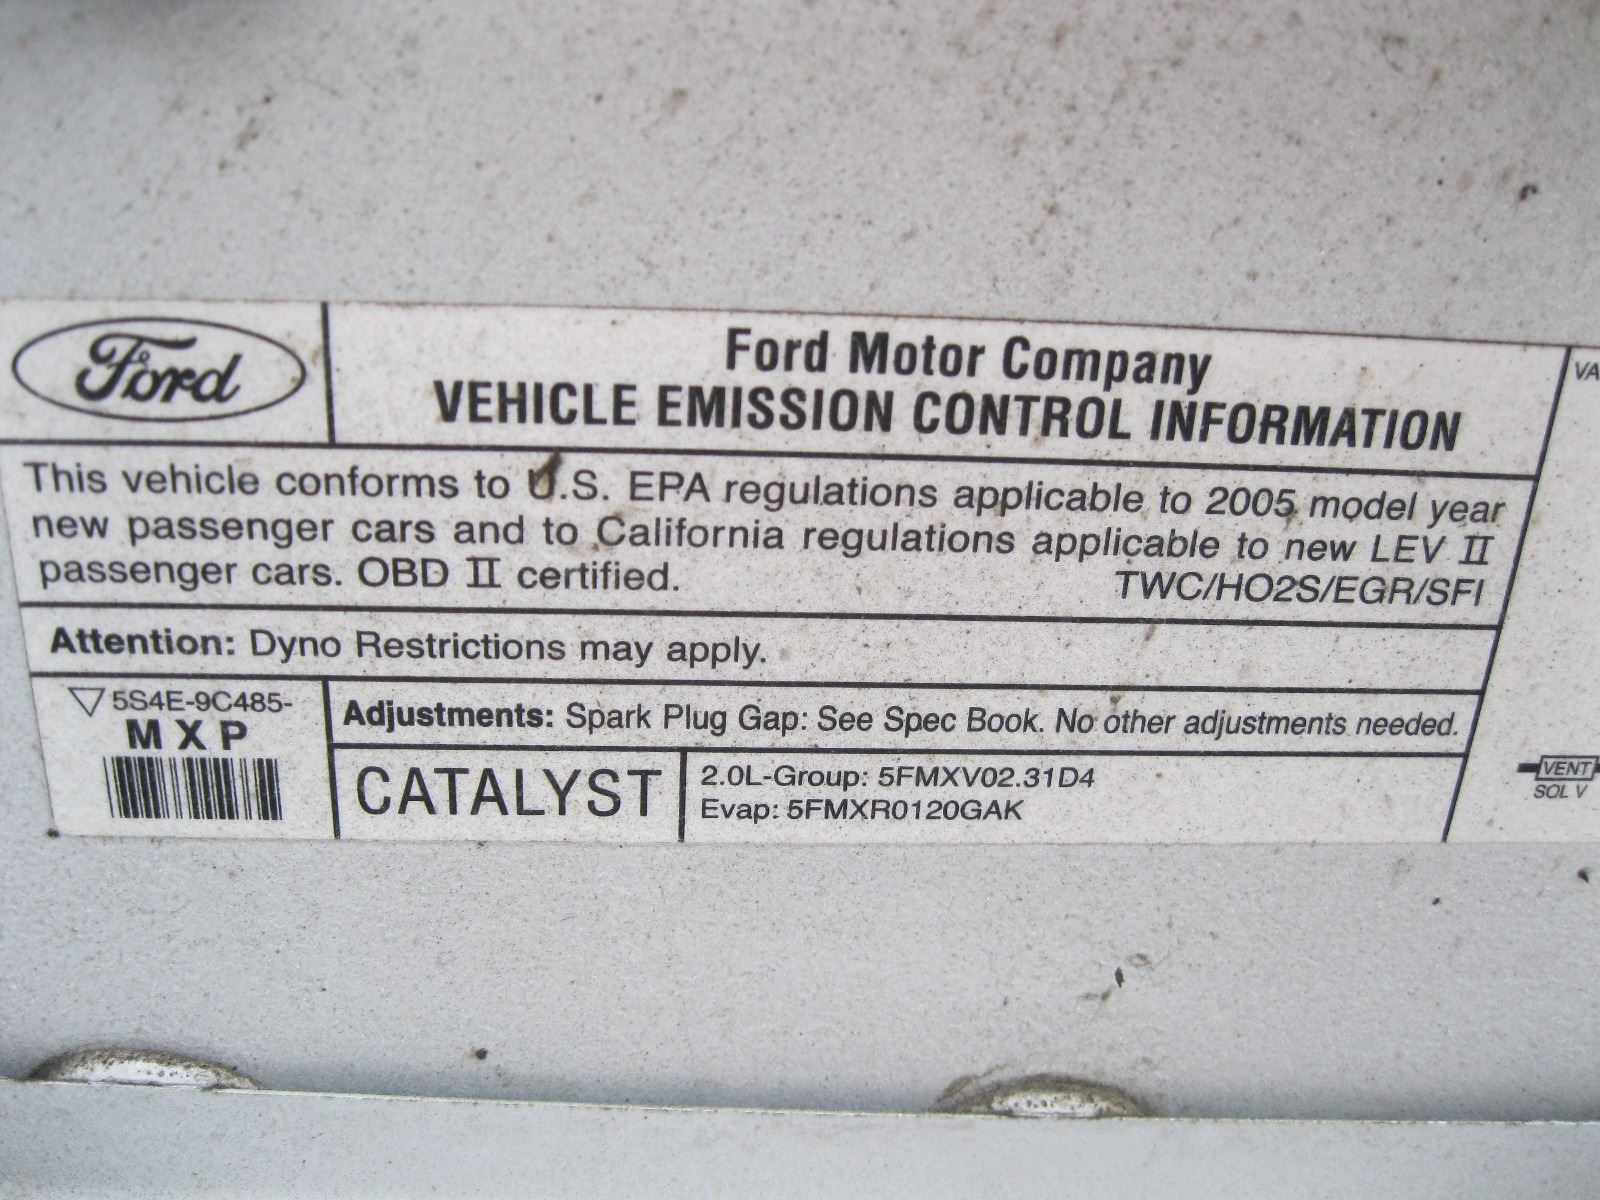 Ford
Ford Motor Company
VEHICLE EMISSION CONTROL INFORMATION
This vehicle conforms to U.S. EPA regulations applicable to 2005 model year
new passenger cars and to California regulations applicable to new LEV II
passenger cars. OBD II certified. TWC/HO2S/EGR/SFI
Attention: Dyno Restrictions may apply.
5S4E-9C485-
MXP
Adjustments: Spark Plug Gap: See Spec Book. No other adjustments needed.
CATALYST
2.0L-Group: 5FMXV02.31D4
Evap: 5FMXR0120GAK
VA
VENT
SOL V